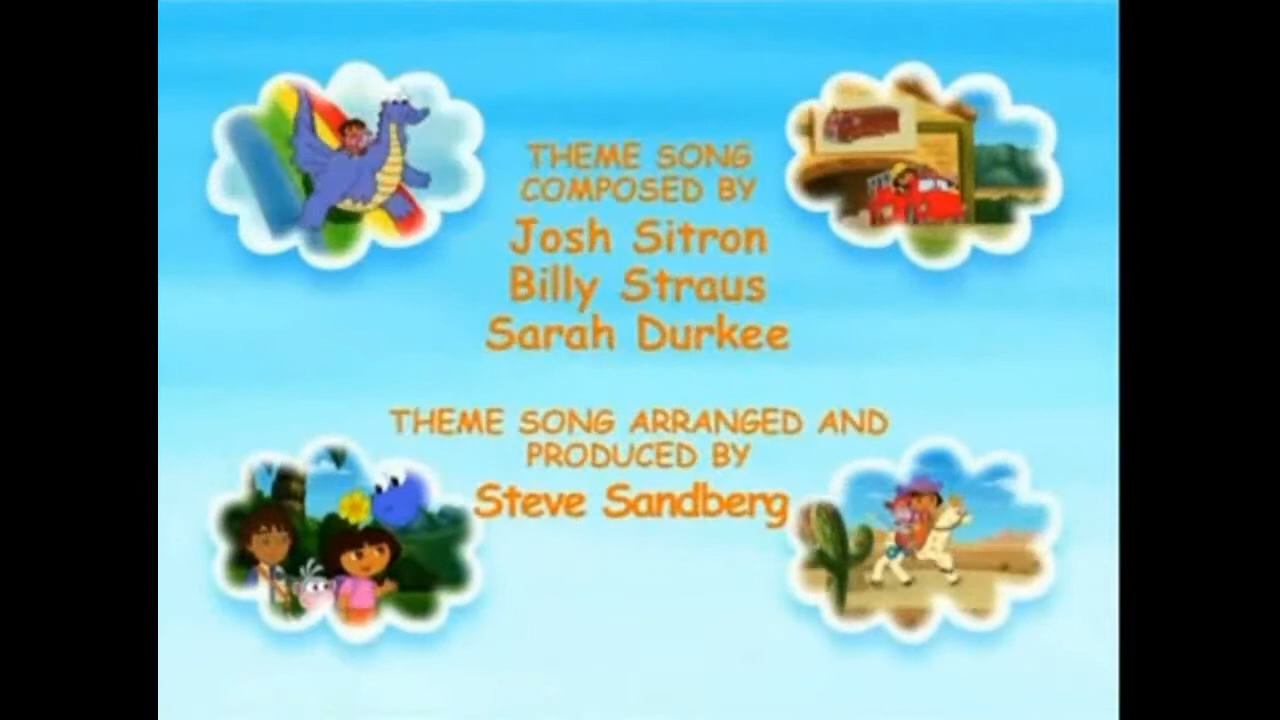 THEME SONG
COMPOSED BY
Josh Sitron
Billy Straus
Sarah Durkee
THEME SONG ARRANGED AND
PRODUCED BY
Steve Sandberg